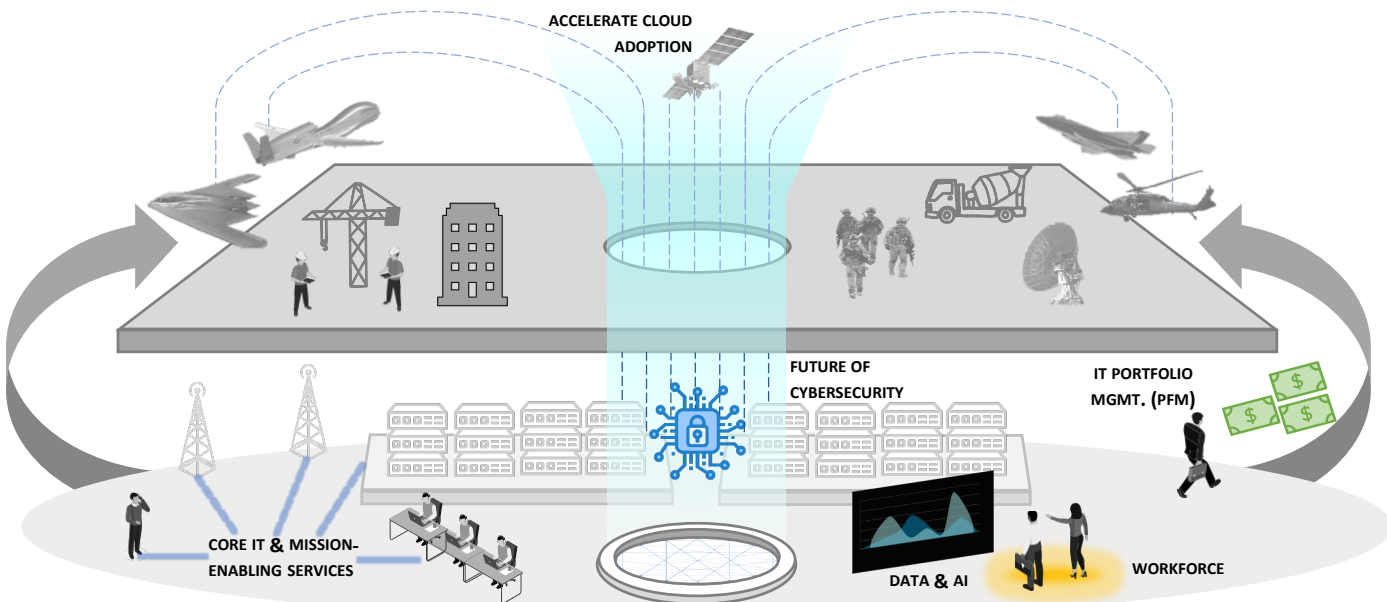 ACCELERATE CLOUD
ADOPTION
FUTURE OF
CYBERSECURITY
IT PORTFOLIO
MGMT. (PFM)
$
$
$
CORE IT & MISSION-
ENABLING SERVICES
DATA & AI
WORKFORCE